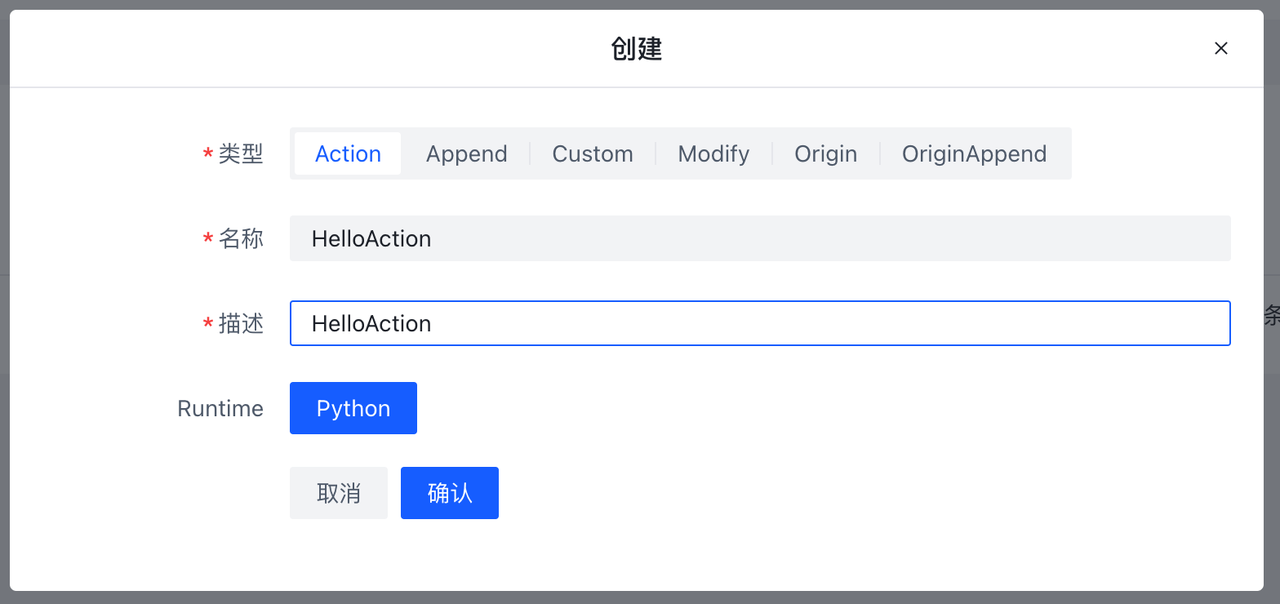 创建
* 类型 Action Append Custom Modify Origin OriginAppend
* 名称 HelloAction
* 描述 HelloAction
条
Runtime Python
取消 确认